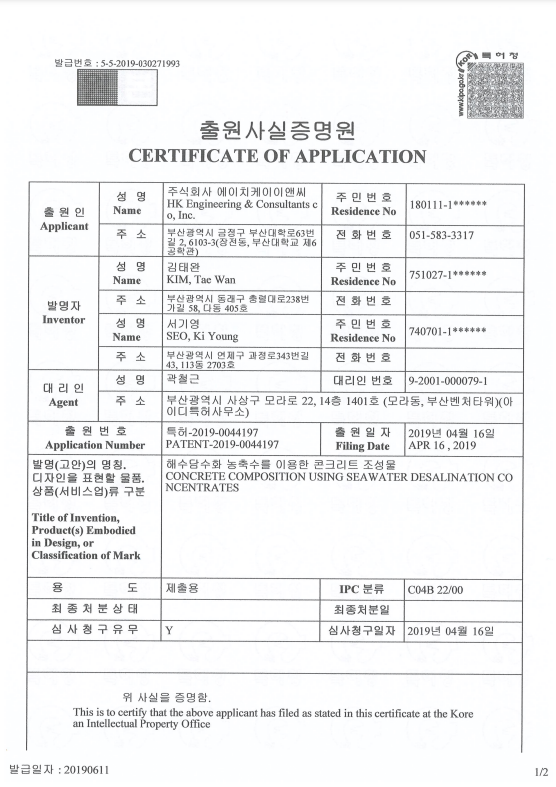 발급번호 : 5-5-2019-030271993
특허청
KOR
www.kipo.go.kr
출원사실증명원
CERTIFICATE OF APPLICATION
출 원 인
Applicant
성 명
Name
주식회사 에이치케이이앤씨
HK Engineering & Consultants c
o, Inc.
주 민 번 호
Residence No
180111-1******
주 소
부산광역시 금정구 부산대학로63번
길 2, 6103-3(장전동, 부산대학교 제6
공학관)
전 화 번 호
051-583-3317
발명자
Inventor
성 명
Name
김태완
KIM, Tae Wan
주 민 번 호
Residence No
751027-1******
주 소
부산광역시 동래구 충렬대로238번
가길 58, 다동 405호
전 화 번 호
성 명
Name
서기영
SEO, Ki Young
주 민 번 호
Residence No
740701-1******
주 소
부산광역시 연제구 과정로343번길
43, 113동 2703호
전 화 번 호
대 리 인
Agent
성 명
곽철근
대리인 번호
9-2001-000079-1
주 소
부산광역시 사상구 모라로 22, 14층 1401호 (모라동, 부산벤처타워)(아
이디특허사무소)
출 원 번 호
Application Number
특허-2019-0044197
PATENT-2019-0044197
출 원 일 자
Filing Date
2019년 04월 16일
APR 16 , 2019
발명(고안)의 명칭,
디자인을 표현할 물품,
상품(서비스업)류 구분
Title of Invention,
Product(s) Embodied
in Design, or
Classification of Mark
해수담수화 농축수를 이용한 콘크리트 조성물
CONCRETE COMPOSITION USING SEAWATER DESALINATION CO
NCENTRATES
용 도
제출용
IPC 분류
C04B 22/00
최 종 처 분 상 태
최종처분일
심 사 청 구 유 무
Y
심사청구일자
2019년 04월 16일
위 사실을 증명함.
This is to certify that the above applicant has filed as stated in this certificate at the Kore
an Intellectual Property Office
발급일자 : 20190611
1/2